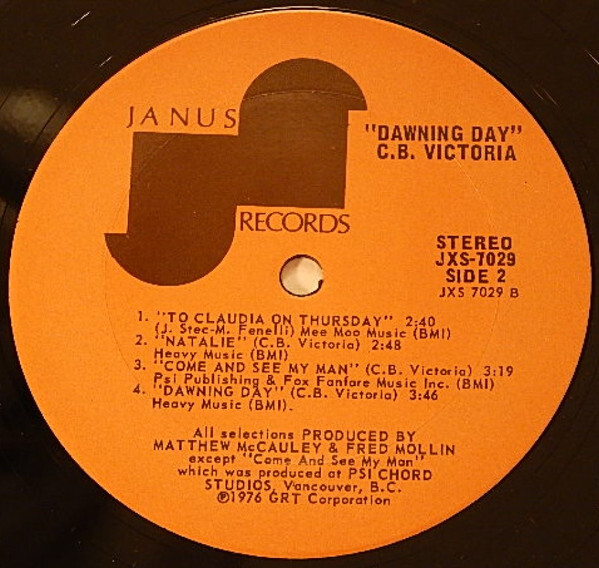 JANUS
RECORDS
"DAWNING DAY"
C.B. VICTORIA
STEREO
JXS-7029
SIDE 2
JXS 7029 B
1. "TO CLAUDIA ON THURSDAY" 2:40
(J. Stec-M. Fenelli) Mee Moo Music (BMI)
2. "NATALIE" (C.B. Victoria) 2:48
Heavy Music (BMI)
3. "COME AND SEE MY MAN" (C.B. Victoria) 3:19
Psi Publishing & Fox Fanfare Music Inc. (BMI)
4. "DAWNING DAY" (C.B. Victoria) 3:46
Heavy Music (BMI).
All selections PRODUCED BY
MATTHEW McCAULEY & FRED MOLLIN
except "Come And See My Man"
which was produced at PSI CHORD
STUDIOS, Vancouver, B.C.
℗1976 GRT Corporation